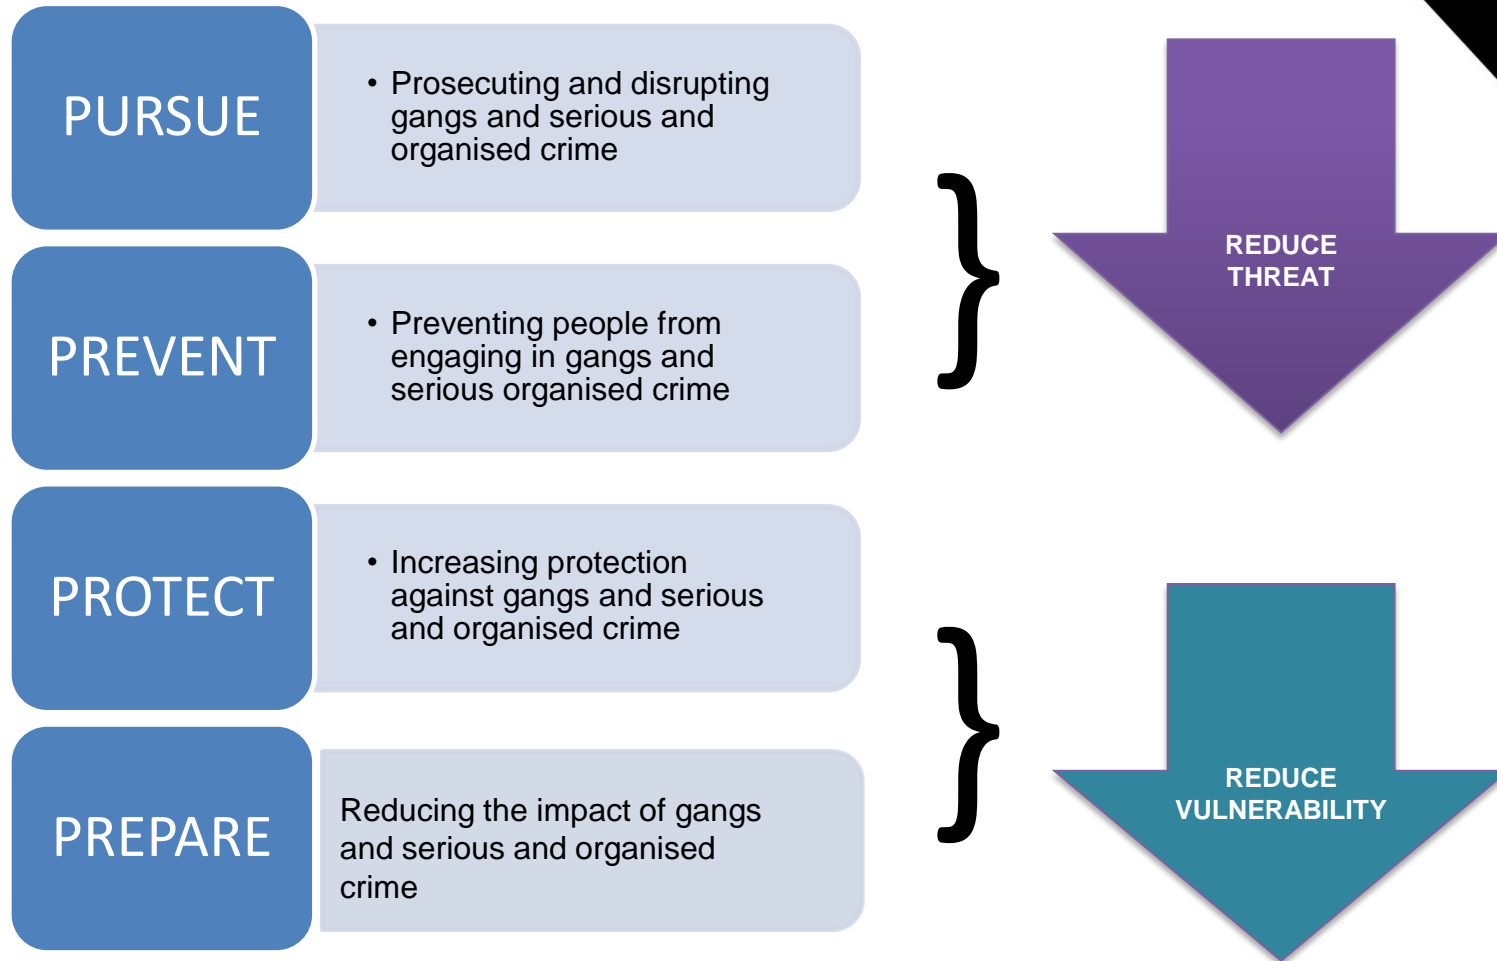 PURSUE
• Prosecuting and disrupting
gangs and serious and
organised crime
PREVENT
• Preventing people from
engaging in gangs and
serious organised crime
REDUCE
THREAT
PROTECT
• Increasing protection
against gangs and serious
and organised crime
PREPARE
Reducing the impact of gangs
and serious and organised
crime
REDUCE
VULNERABILITY